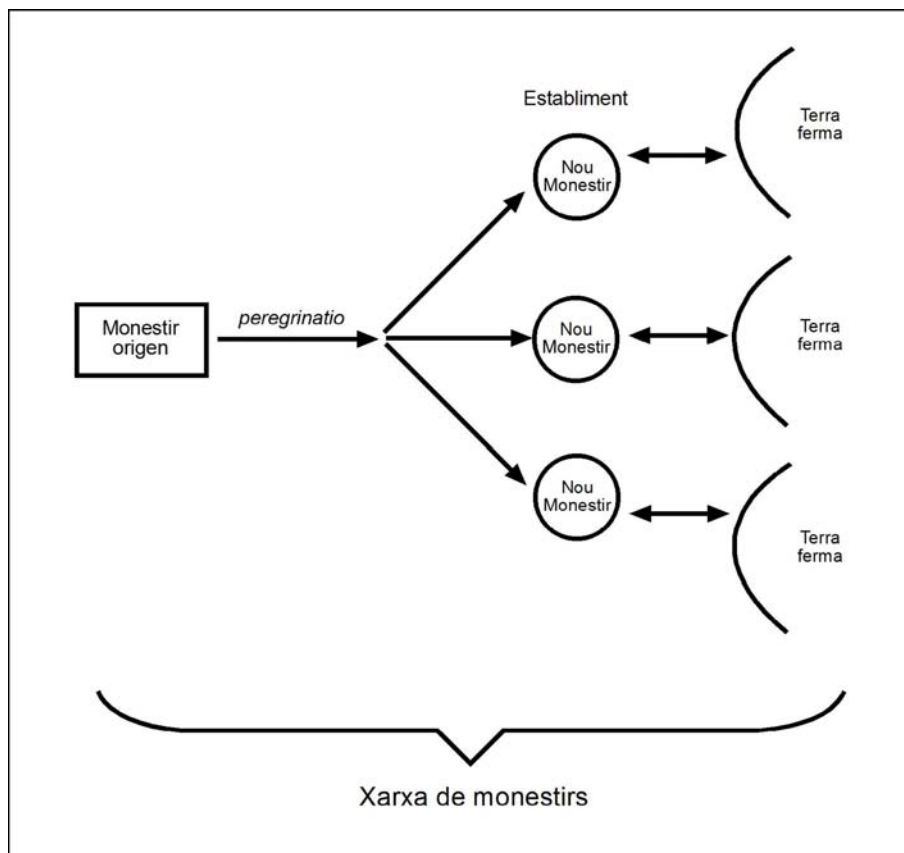 Establiment
Terra
ferma
Nou
Monestir
peregrinatio
Monestir
origen
Nou
Monestir
Terra
ferma
Nou
Monestir
Terra
ferma
Xarxa de monestirs